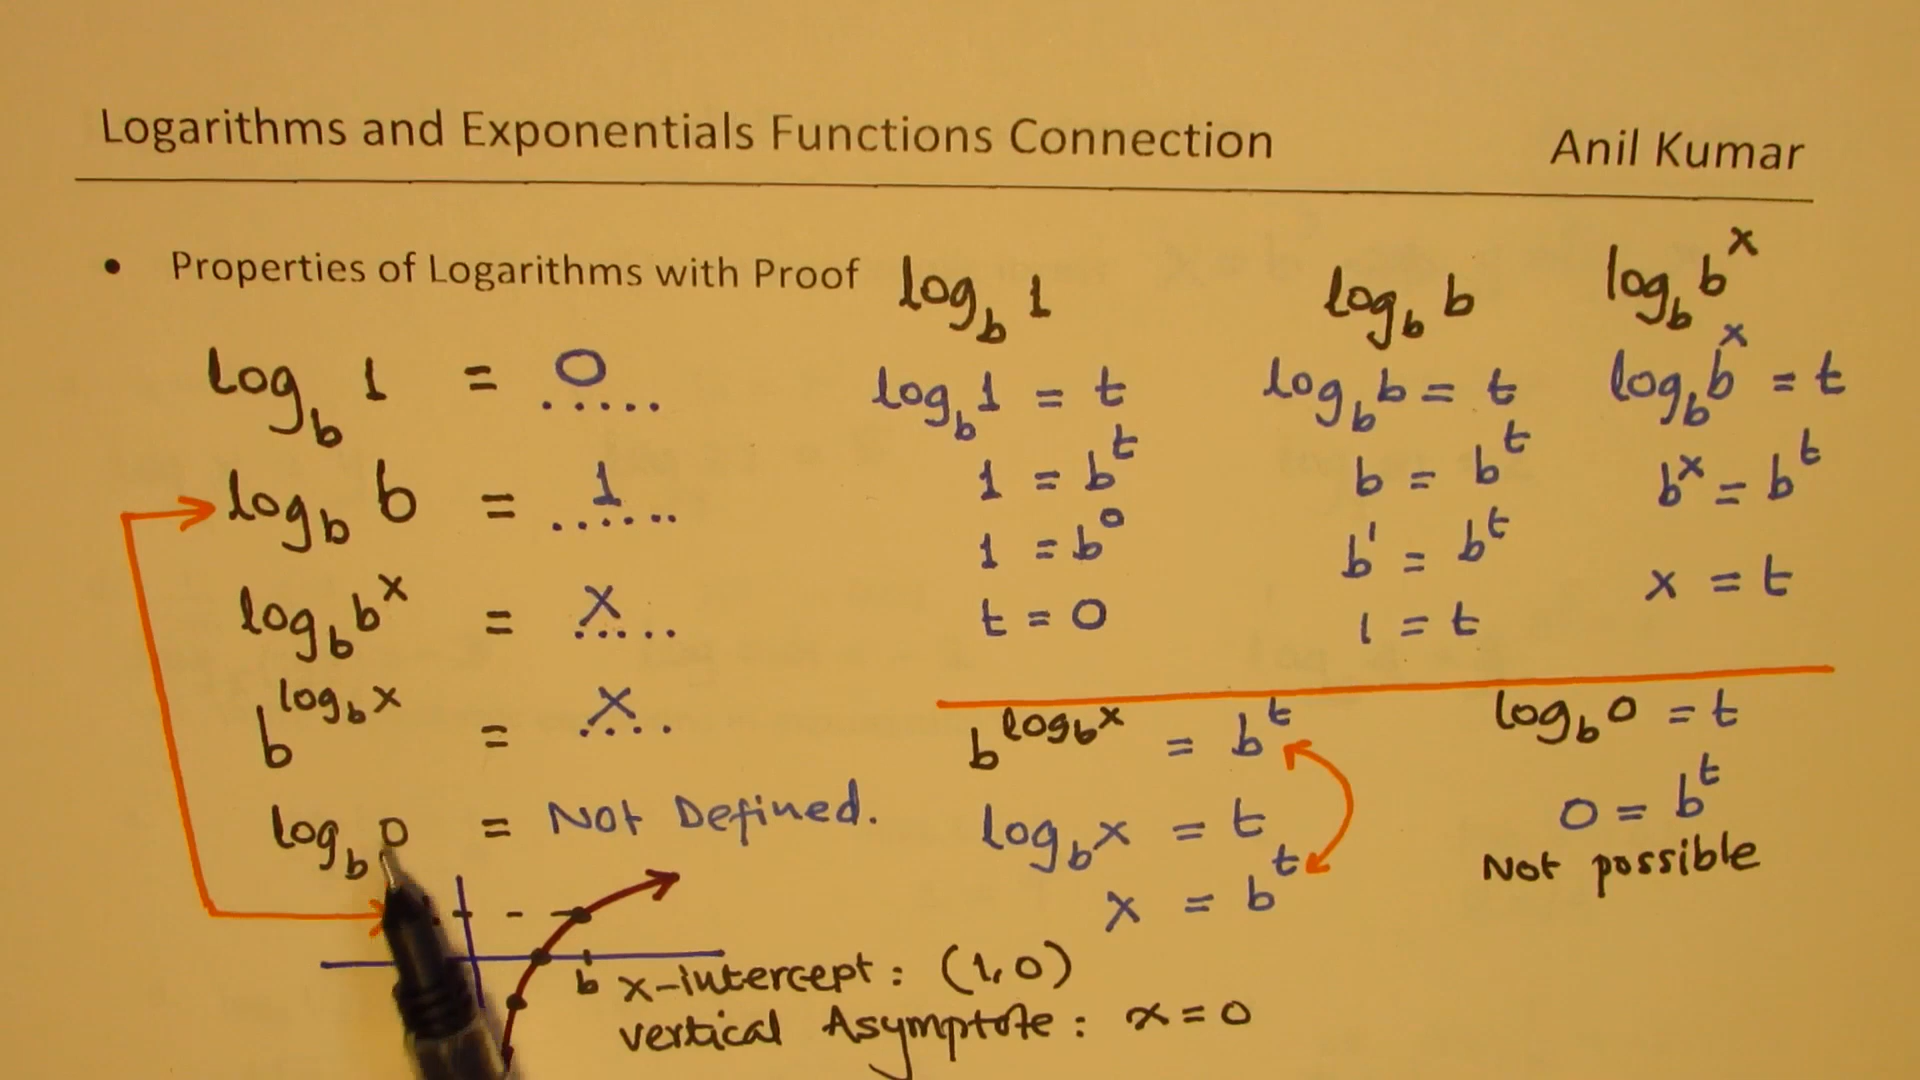 Logarithms and Exponentials Functions Connection
Anil Kumar
• Properties of Logarithms with Proof
log_b 1 = 0
log_b b = 1
log_b b^x = x
b^(log_b x) = x
log_b 0 = Not Defined.
b
x-intercept: (1,0)
vertical Asymptote: x = 0
log_b 1
log_b 1 = t
1 = b^t
1 = b^0
t = 0
log_b b
log_b b = t
b = b^t
b^1 = b^t
1 = t
log_b b^x
log_b b^x = t
b^x = b^t
x = t
b^(log_b x) = b^t
log_b x = t
x = b^t
log_b 0 = t
0 = b^t
Not possible